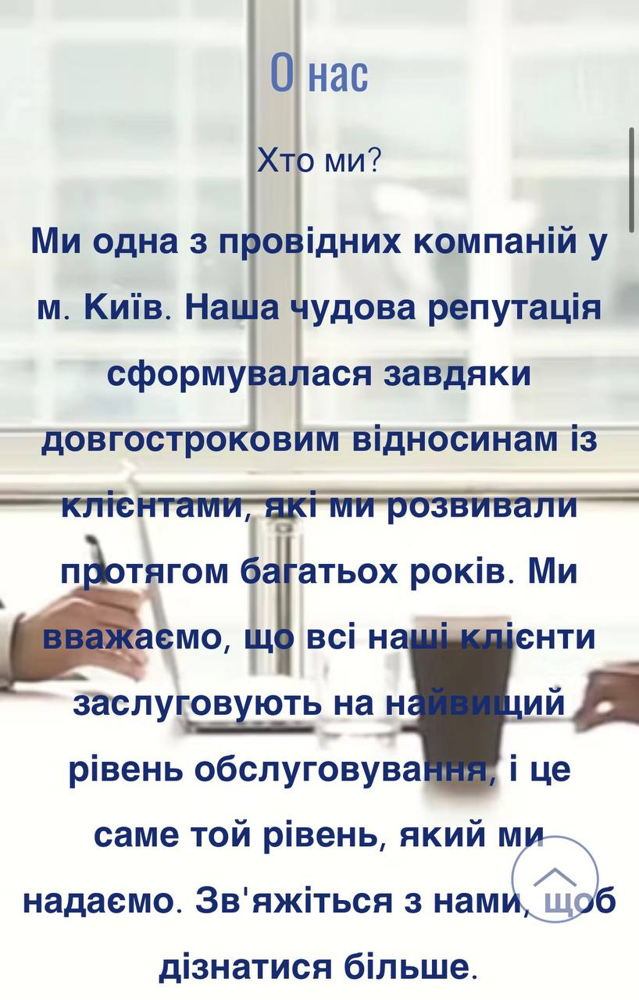 О нас
Хто ми?
Ми одна з провідних компаній у
м. Київ. Наша чудова репутація
сформувалася завдяки
довгостроковим відносинам із
клієнтами, які ми розвивали
протягом багатьох років. Ми
вважаємо, що всі наші клієнти
заслуговують на найвищий
рівень обслуговування, і це
саме той рівень, який ми
надаємо. Зв'яжіться з нами, щоб
дізнатися більше.